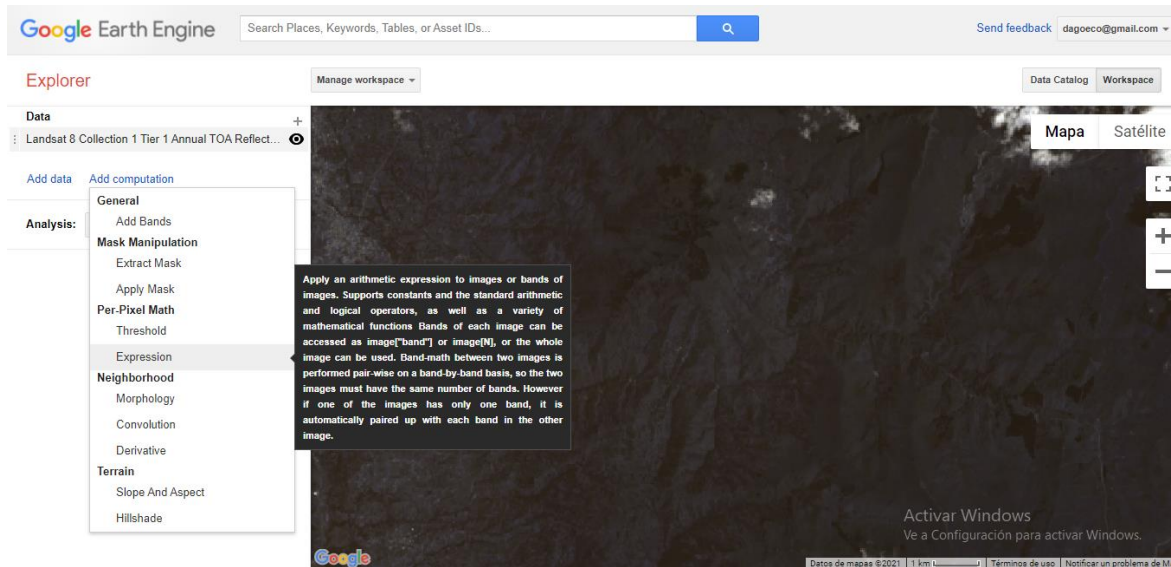 Google Earth Engine
Search Places, Keywords, Tables, or Asset IDs...
Send feedback
dagoeco@gmail.com
Explorer
Manage workspace
Data Catalog
Workspace
Data
Landsat 8 Collection 1 Tier 1 Annual TOA Reflect...
Mapa
Satélite
Add data
Add computation
Analysis:
General
Add Bands
Mask Manipulation
Extract Mask
Apply Mask
Per-Pixel Math
Threshold
Expression
Neighborhood
Morphology
Convolution
Derivative
Terrain
Slope And Aspect
Hillshade
Apply an arithmetic expression to images or bands of
images. Supports constants and the standard arithmetic
and logical operators, as well as a variety of
mathematical functions Bands of each image can be
accessed as image["band"] or image[N], or the whole
image can be used. Band-math between two images is
performed pair-wise on a band-by-band basis, so the two
images must have the same number of bands. However
if one of the images has only one band, it is
automatically paired up with each band in the other
image.
Activar Windows
Ve a Configuración para activar Windows.
Google
Datos de mapas ©2021
1 km
Términos de uso
Notificar un problema de M